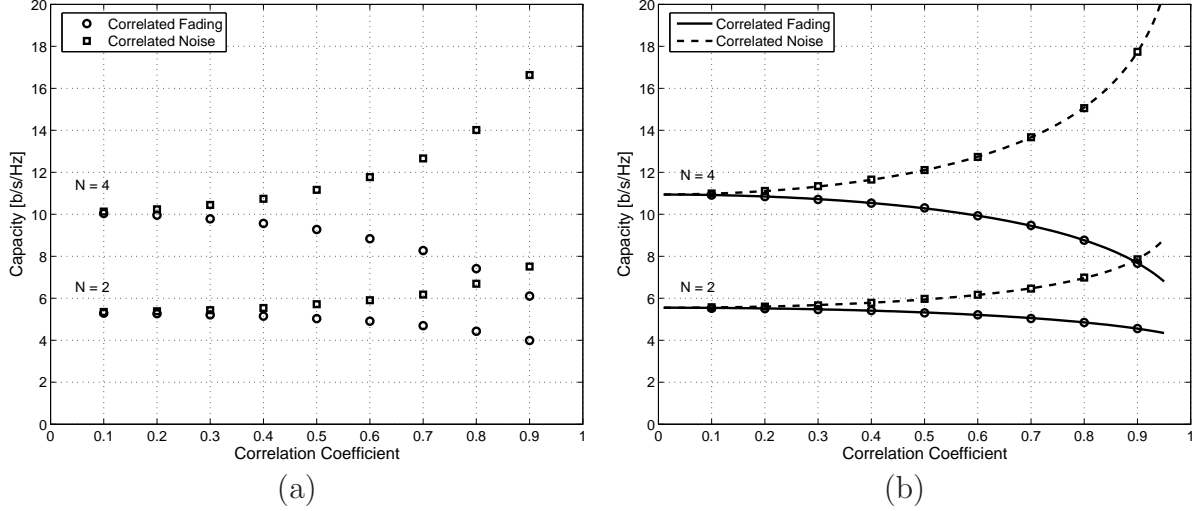 20
18
16
14
12
10
8
6
4
2
0
Capacity [b/s/Hz]
Correlated Fading
Correlated Noise
N = 4
N = 2
0 0.1 0.2 0.3 0.4 0.5 0.6 0.7 0.8 0.9 1
Correlation Coefficient
(a)
20
18
16
14
12
10
8
6
4
2
0
Capacity [b/s/Hz]
Correlated Fading
Correlated Noise
N = 4
N = 2
0 0.1 0.2 0.3 0.4 0.5 0.6 0.7 0.8 0.9 1
Correlation Coefficient
(b)